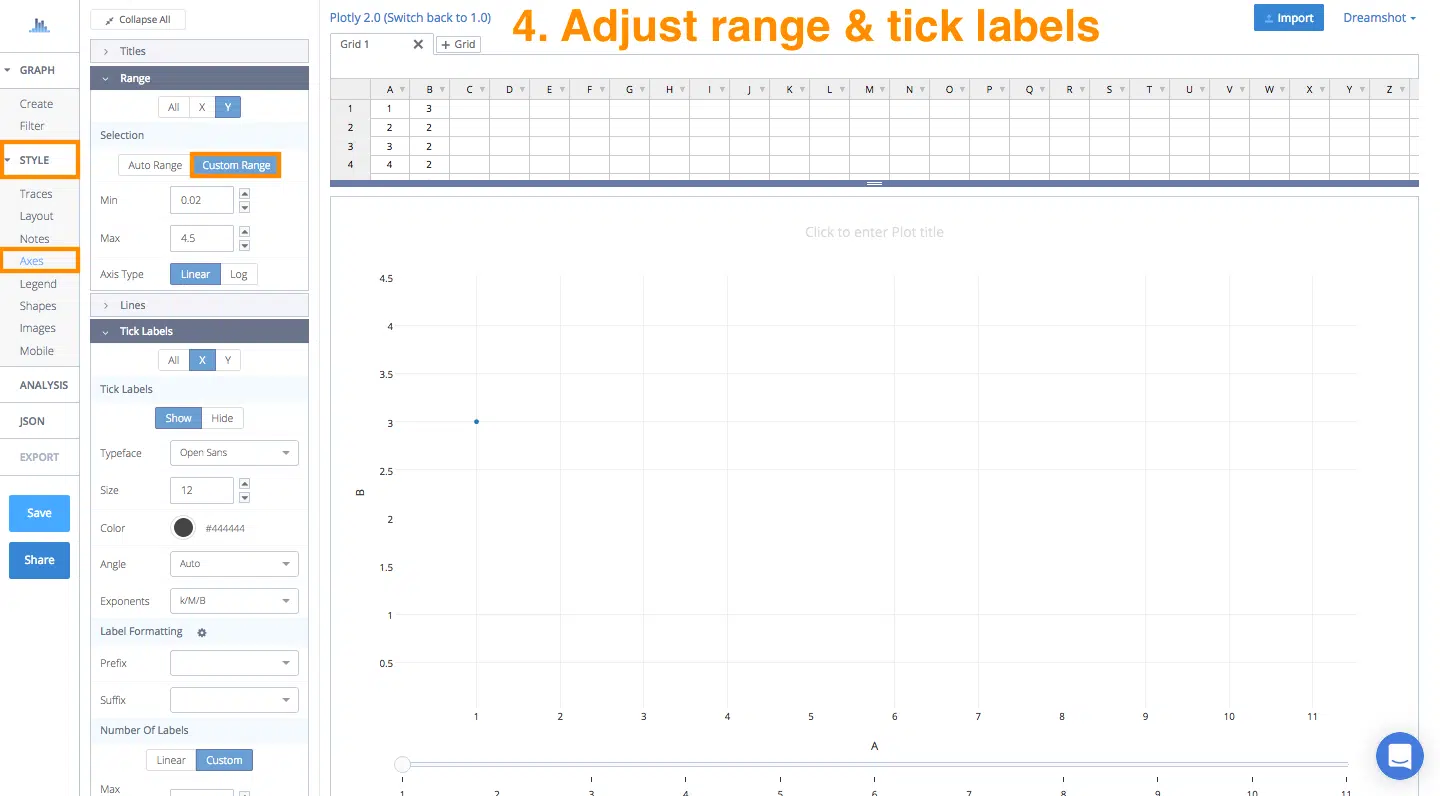 Collapse All
Plotly 2.0 (Switch back to 1.0)
4. Adjust range & tick labels
Import
Dreamshot
Grid 1
+ Grid
GRAPH
Create
Filter
STYLE
Traces
Layout
Notes
Axes
Legend
Shapes
Images
Mobile
ANALYSIS
JSON
EXPORT
Save
Share
Titles
Range
All X Y
Selection
Auto Range Custom Range
Min 0.02
Max 4.5
Axis Type Linear Log
Lines
Tick Labels
All X Y
Tick Labels
Show Hide
Typeface Open Sans
Size 12
Color #444444
Angle Auto
Exponents k/M/B
Label Formatting
Prefix
Suffix
Number Of Labels
Linear Custom
Max
A B C D E F G H I J K L M N O P Q R S T U V W X Y Z
1 1 3
2 2 2
3 3 2
4 4 2
Click to enter Plot title
4.5
4
3.5
3
2.5
B
2
1.5
1
0.5
1 2 3 4 5 6 7 8 9 10 11
A
1 2 3 4 5 6 7 8 9 10 11